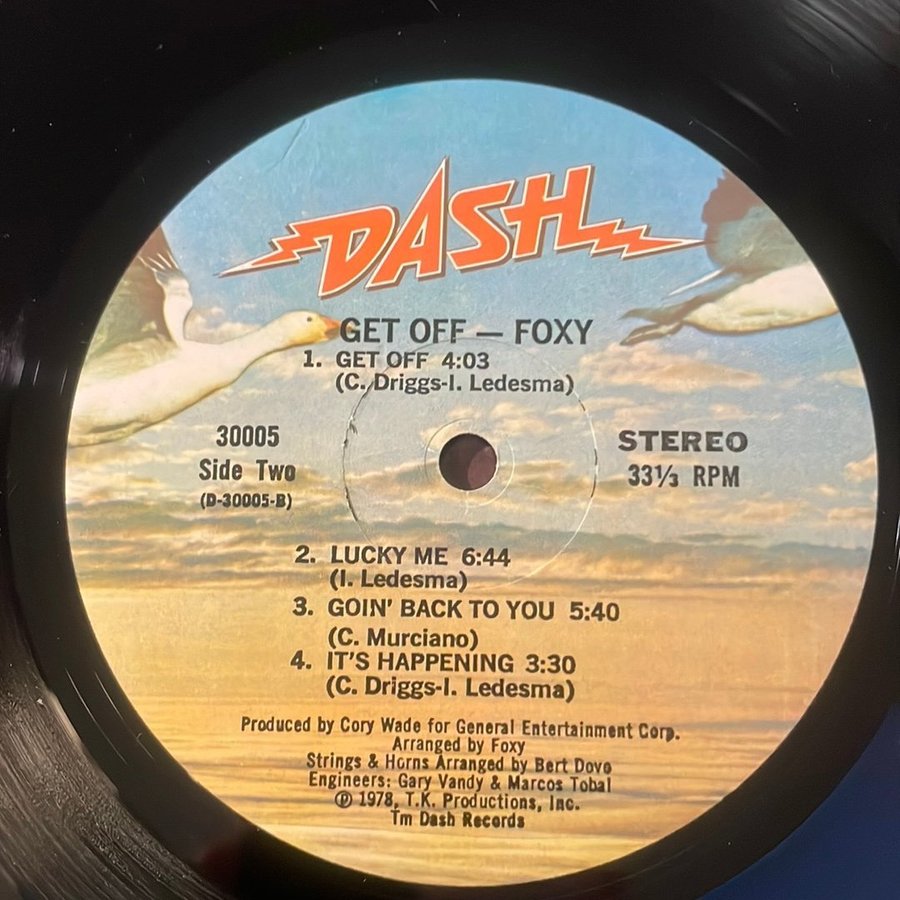 DASH
GET OFF — FOXY
1. GET OFF 4:03
(C. Driggs-I. Ledesma)
30005
Side Two
(D-30005-B)
STEREO
33⅓ RPM
2. LUCKY ME 6:44
(I. Ledesma)
3. GOIN' BACK TO YOU 5:40
(C. Murciano)
4. IT'S HAPPENING 3:30
(C. Driggs-I. Ledesma)
Produced by Cory Wade for General Entertainment Corp.
Arranged by Foxy
Strings & Horns Arranged by Bert Dovo
Engineers: Gary Vandy & Marcos Tobal
℗ 1978, T.K. Productions, Inc.
Tm Dash Records